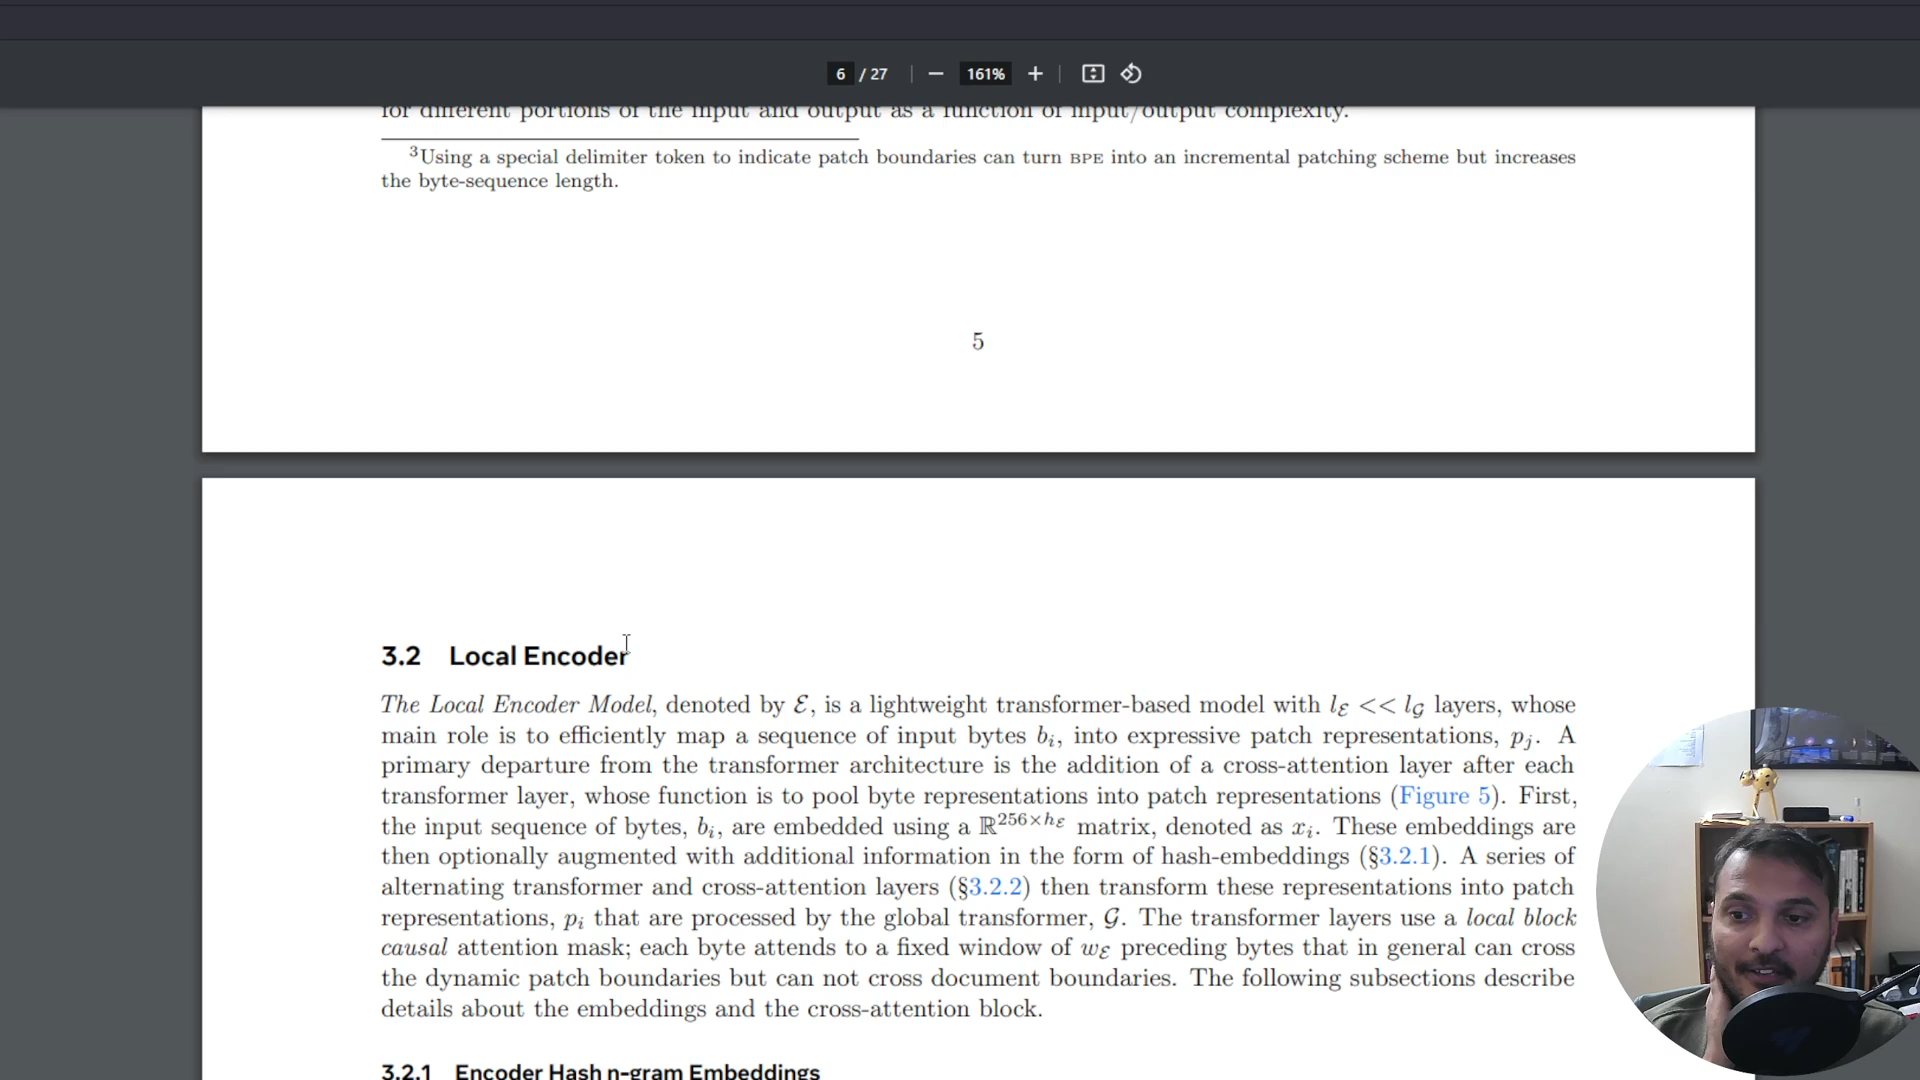 6 / 27 — 161% +
for different portions of the input and output as a function of input/output complexity.
³Using a special delimiter token to indicate patch boundaries can turn BPE into an incremental patching scheme but increases
the byte-sequence length.
5
3.2 Local Encoder
The Local Encoder Model, denoted by ℰ, is a lightweight transformer-based model with l_ℰ << l_𝒢 layers, whose
main role is to efficiently map a sequence of input bytes b_i, into expressive patch representations, p_j. A
primary departure from the transformer architecture is the addition of a cross-attention layer after each
transformer layer, whose function is to pool byte representations into patch representations (Figure 5). First,
the input sequence of bytes, b_i, are embedded using a ℝ^{256×h_ℰ} matrix, denoted as x_i. These embeddings are
then optionally augmented with additional information in the form of hash-embeddings (§3.2.1). A series of
alternating transformer and cross-attention layers (§3.2.2) then transform these representations into patch
representations, p_i that are processed by the global transformer, 𝒢. The transformer layers use a local block
causal attention mask; each byte attends to a fixed window of w_ℰ preceding bytes that in general can cross
the dynamic patch boundaries but can not cross document boundaries. The following subsections describe
details about the embeddings and the cross-attention block.
3.2.1 Encoder Hash n-gram Embeddings